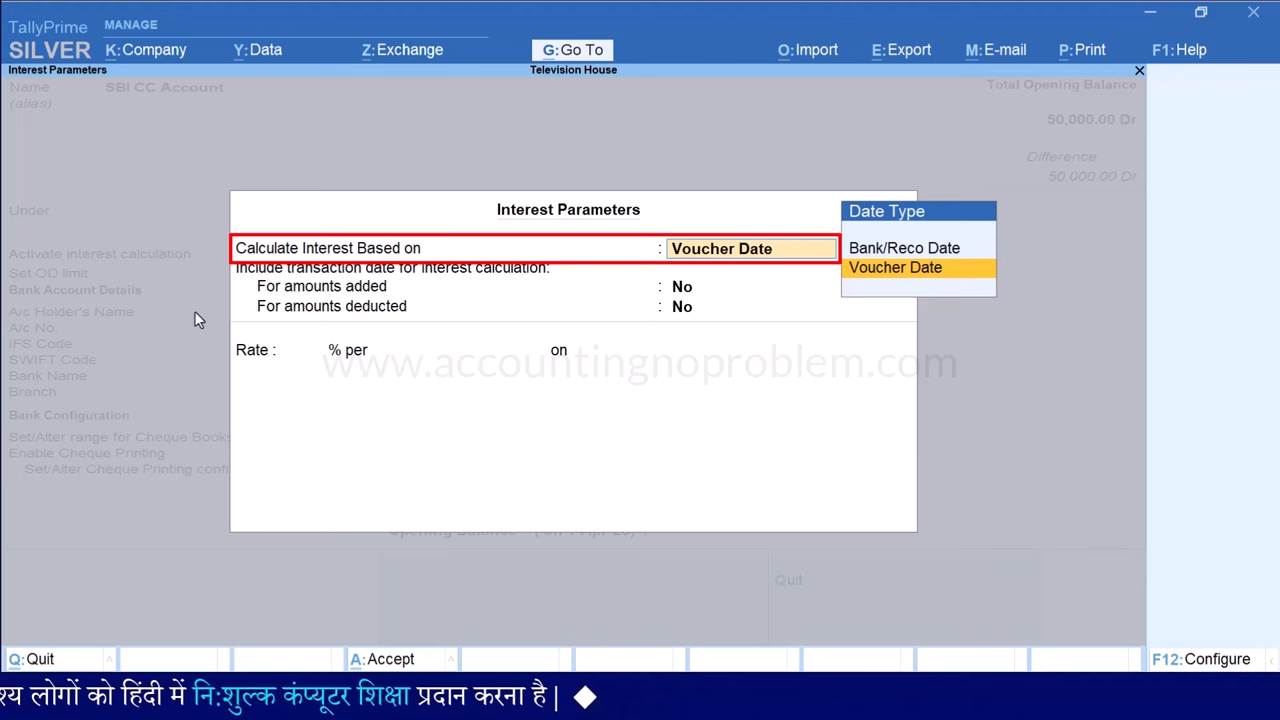 TallyPrime MANAGE
SILVER K:Company Y:Data Z:Exchange G:Go To O:Import E:Export M:E-mail P:Print F1:Help
Interest Parameters Television House
Name SBI CC Account Total Opening Balance
(alias)
50,000.00 Dr
Difference
50,000.00 Dr
Interest Parameters
Date Type
Under
Calculate Interest Based on : Voucher Date
Bank/Reco Date
Voucher Date
Activate interest calculation
Include transaction date for interest calculation:
Set OD limit
For amounts added : No
Bank Account Details
For amounts deducted : No
A/c Holder's Name
A/c No.
IFS Code
Rate : % per on
SWIFT Code
www.accountingnoproblem.com
Bank Name
Branch
Bank Configuration
Set/Alter range for Cheque Books
Enable Cheque Printing
Set/Alter Cheque Printing confi
Quit
Q:Quit A:Accept F12:Configure
श्य लोगों को हिंदी में नि:शुल्क कंप्यूटर शिक्षा प्रदान करना है |